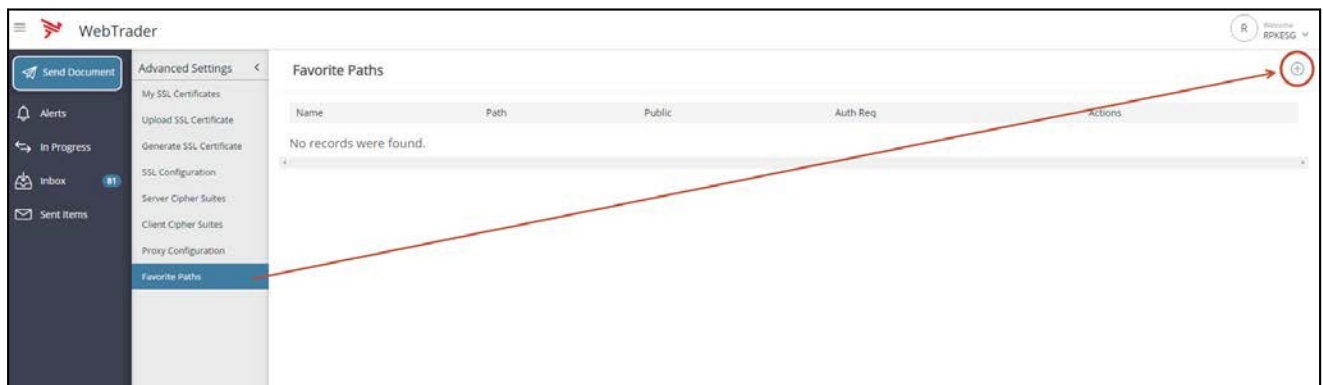 WebTrader
R
Welcome
RPKESG
Send Document
Alerts
In Progress
Inbox 81
Sent Items
Advanced Settings <
My SSL Certificates
Upload SSL Certificate
Generate SSL Certificate
SSL Configuration
Server Cipher Suites
Client Cipher Suites
Proxy Configuration
Favorite Paths
Favorite Paths
Name Path Public Auth Req Actions
No records were found.